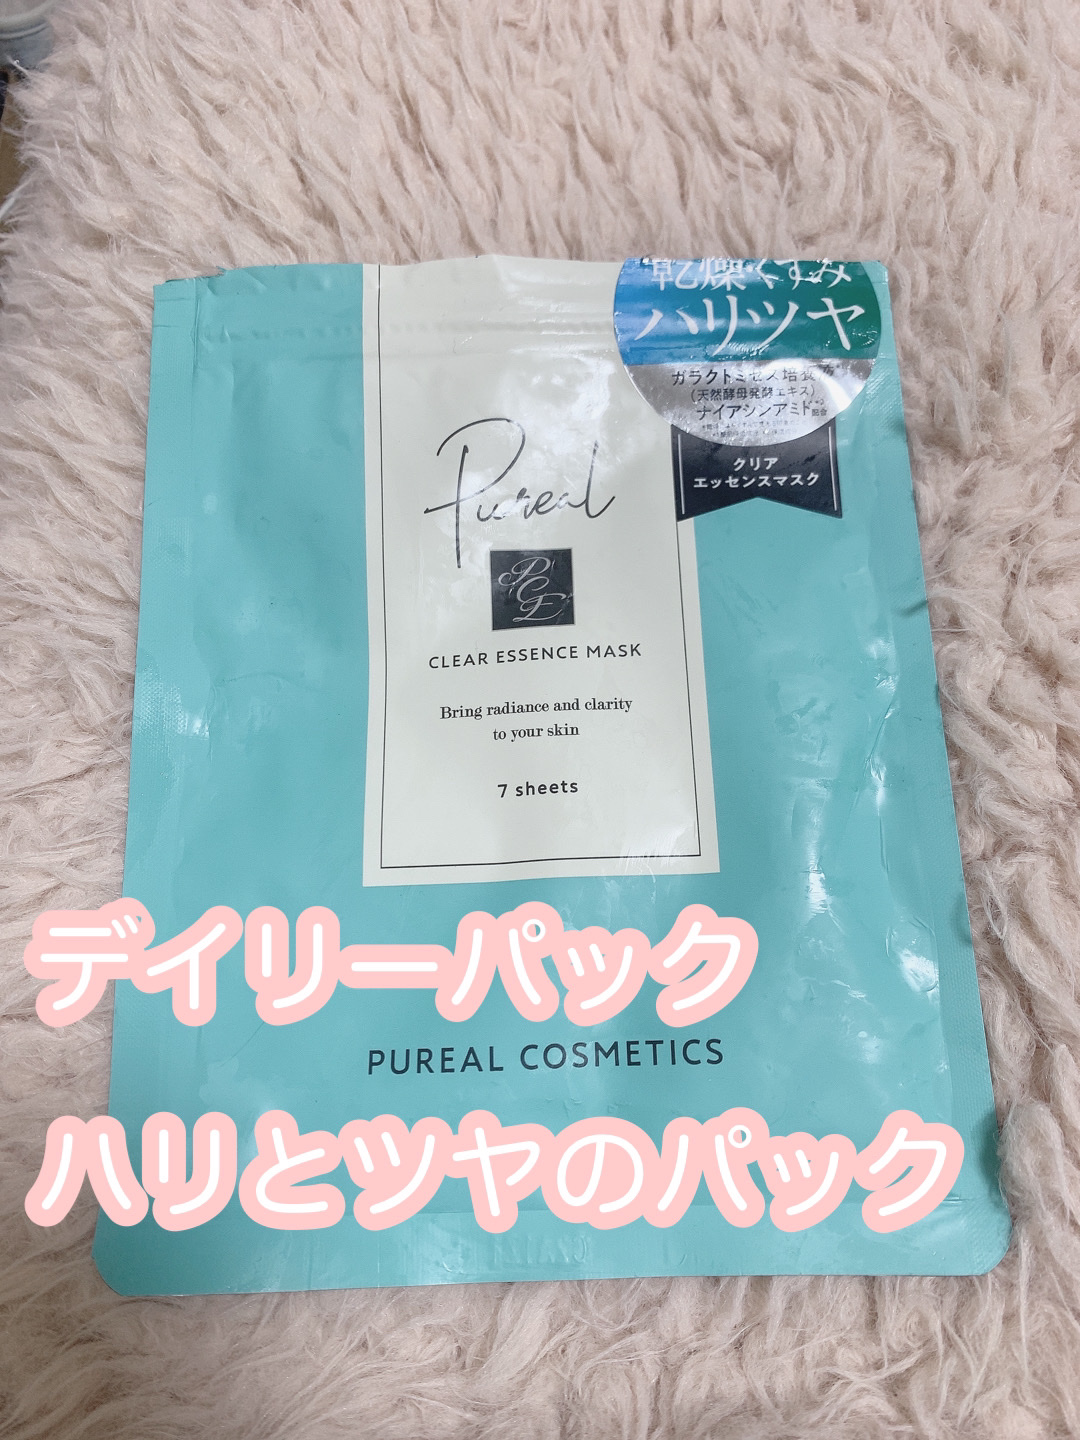 乾燥くすみ
ハリツヤ
ガラクトミセス培養
(天然酵母発酵エキス)
ナイアシンアミド
配合
クリア
エッセンスマスク
Pureal
PGE
CLEAR ESSENCE MASK
Bring radiance and clarity
to your skin
7 sheets
デイリーパック
PUREAL COSMETICS
ハリとツヤのパック